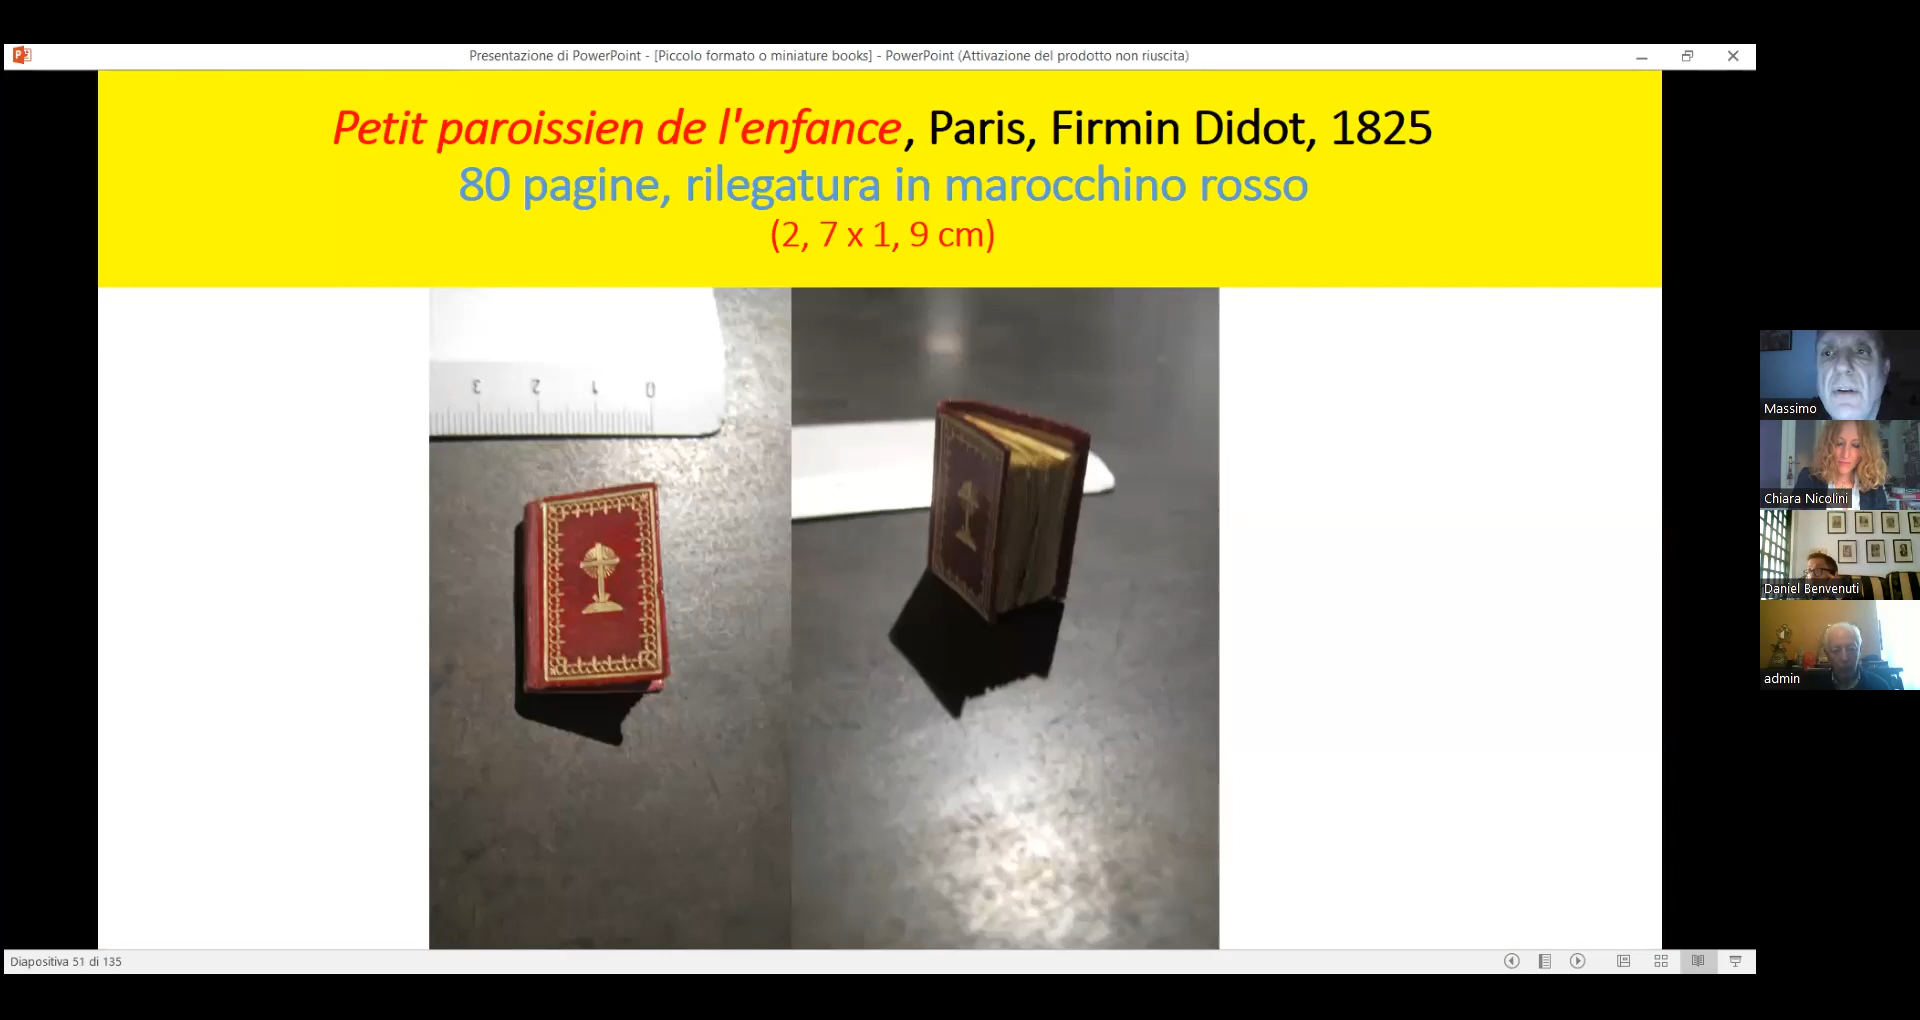 Presentazione di PowerPoint - [Piccolo formato o miniature books] - PowerPoint (Attivazione del prodotto non riuscita)
Petit paroissien de l'enfance, Paris, Firmin Didot, 1825
80 pagine, rilegatura in marocchino rosso
(2, 7 x 1, 9 cm)
3 2 1 0
Massimo
Chiara Nicolini
Daniel Benvenuti
admin
Diapositiva 51 di 135